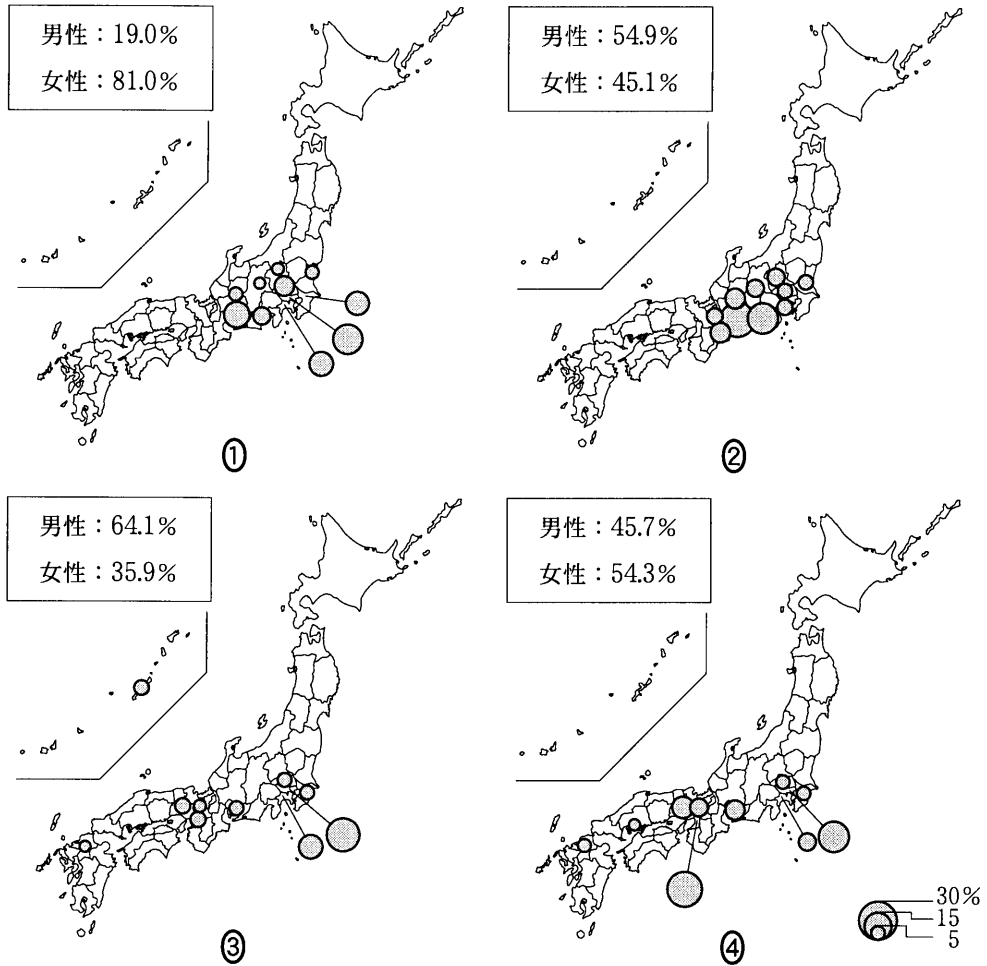 男性：19.0%
女性：81.0%
①
男性：54.9%
女性：45.1%
②
男性：64.1%
女性：35.9%
③
男性：45.7%
女性：54.3%
④
30%
15
5